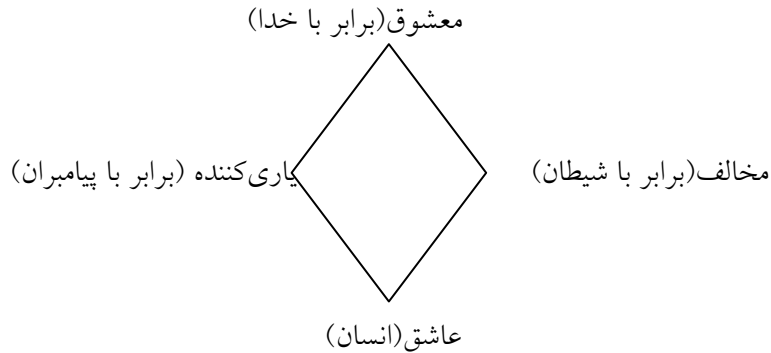 معشوق(برابر با خدا)
مخالف(برابر با شیطان)
یاری‌کننده (برابر با پیامبران)
عاشق(انسان)